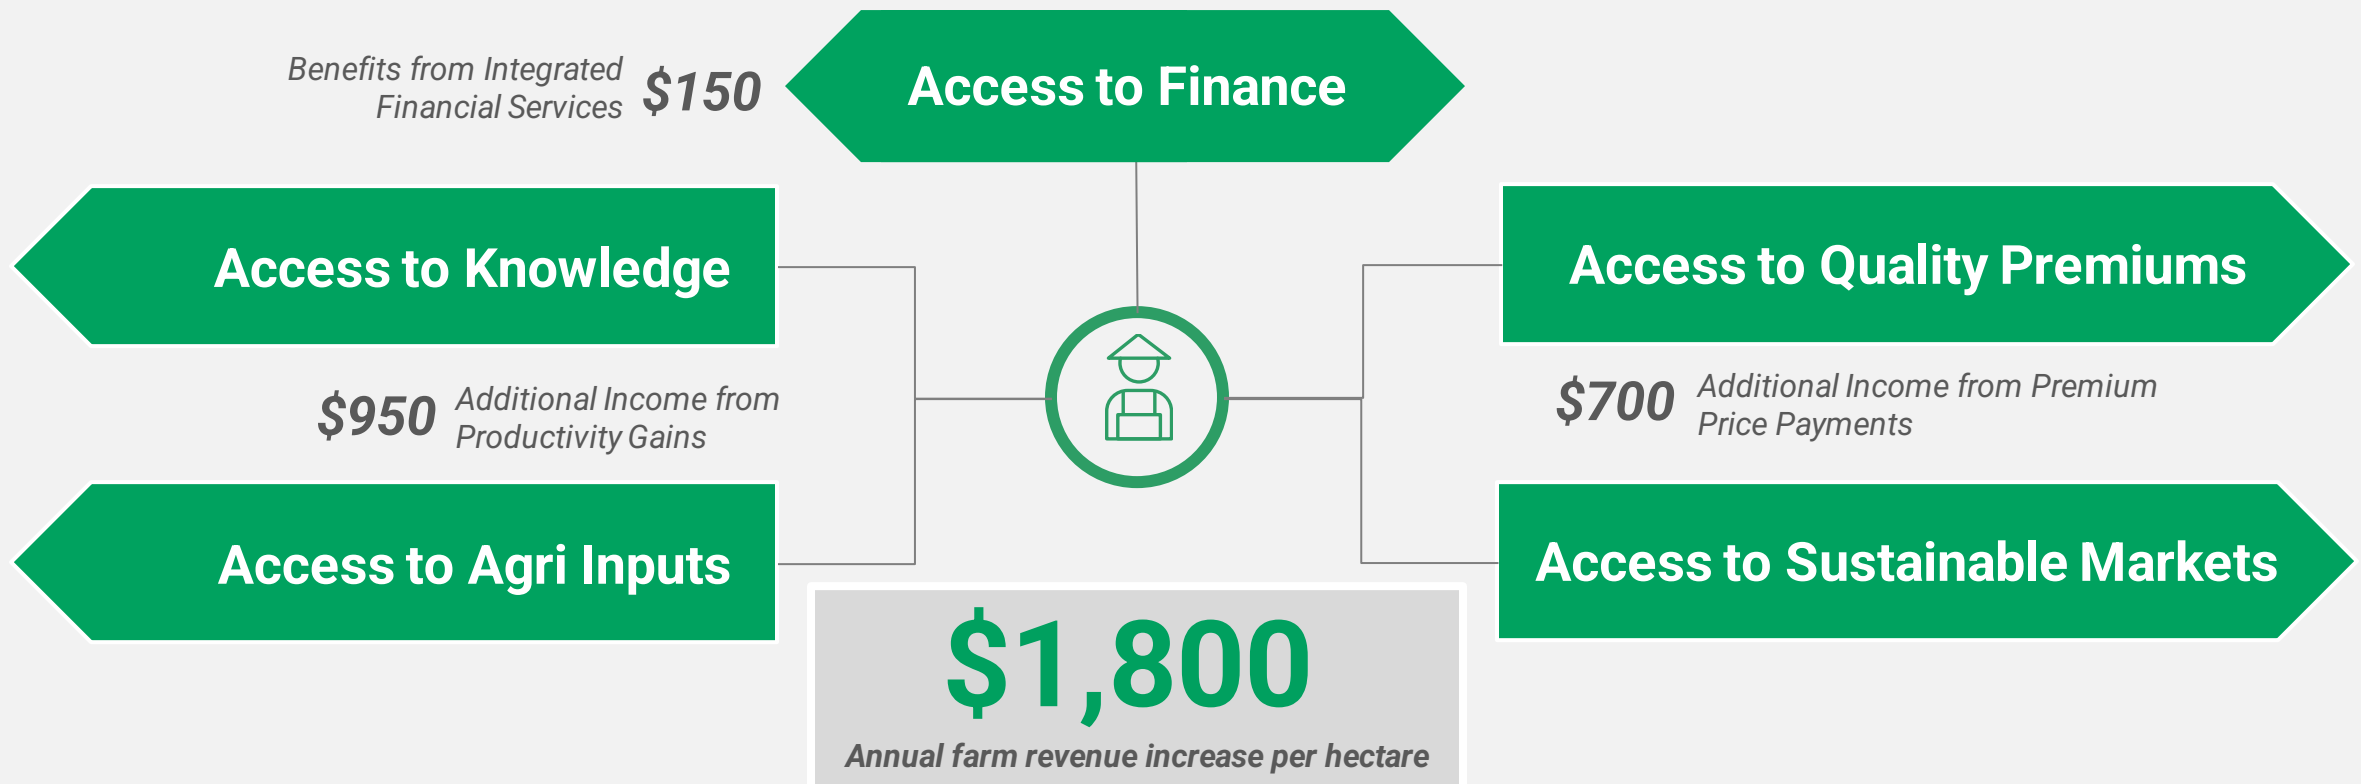 Benefits from Integrated
Financial Services
$150
Access to Finance
Access to Knowledge
$950
Additional Income from
Productivity Gains
Access to Agri Inputs
Access to Quality Premiums
$700
Additional Income from Premium
Price Payments
Access to Sustainable Markets
$1,800
Annual farm revenue increase per hectare